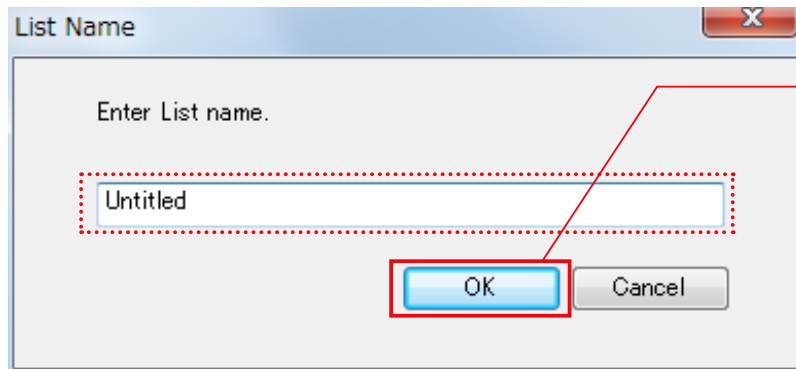 List Name
Enter List name.
Untitled
OK
Cancel